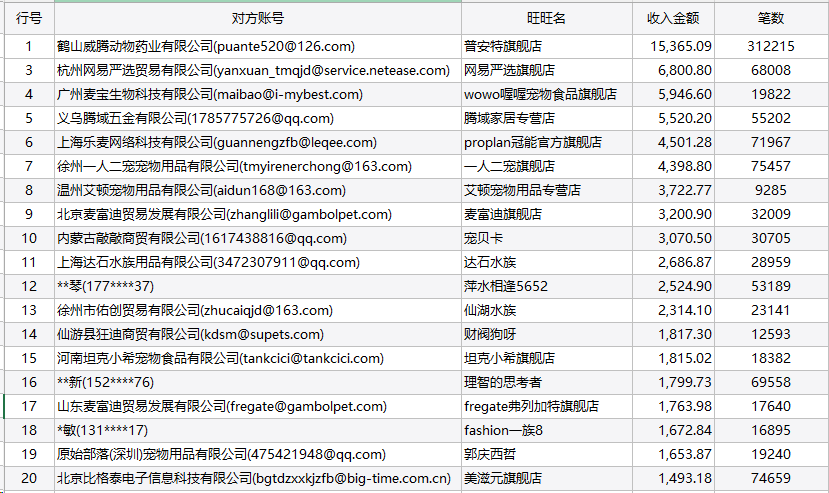 行号 对方账号 旺旺名 收入金额 笔数
1 鹤山威腾动物药业有限公司(puante520@126.com) 普安特旗舰店 15,365.09 312215
3 杭州网易严选贸易有限公司(yanxuan_tmqjd@service.netease.com) 网易严选旗舰店 6,800.80 68008
4 广州麦宝生物科技有限公司(maibao@i-mybest.com) wowo喔喔宠物食品旗舰店 5,946.60 19822
5 义乌腾域五金有限公司(1785775726@qq.com) 腾域家居专营店 5,520.20 55202
6 上海乐麦网络科技有限公司(guannengzfb@leqee.com) proplan冠能官方旗舰店 4,501.28 71967
7 徐州一人二宠宠物用品有限公司(tmyirenerchong@163.com) 一人二宠旗舰店 4,398.80 75457
8 温州艾顿宠物用品有限公司(aidun168@163.com) 艾顿宠物用品专营店 3,722.77 9285
9 北京麦富迪贸易发展有限公司(zhanglili@gambolpet.com) 麦富迪旗舰店 3,200.90 32009
10 内蒙古敲敲商贸有限公司(1617438816@qq.com) 宠贝卡 3,070.50 30705
11 上海达石水族用品有限公司(3472307911@qq.com) 达石水族 2,686.87 28959
12 **琴(177****37) 萍水相逢5652 2,524.90 53189
13 徐州市佑创贸易有限公司(zhucaiqjd@163.com) 仙湖水族 2,314.10 23141
14 仙游县狂迪商贸有限公司(kdsm@supets.com) 财阀狗呀 1,817.30 12593
15 河南坦克小希宠物食品有限公司(tankcici@tankcici.com) 坦克小希旗舰店 1,815.02 18382
16 **新(152****76) 理智的思考者 1,799.73 69558
17 山东麦富迪贸易发展有限公司(fregate@gambolpet.com) fregate弗列加特旗舰店 1,763.98 17640
18 *敏(131****17) fashion一族8 1,672.84 16895
19 原始部落(深圳)宠物用品有限公司(475421948@qq.com) 郭庆西哲 1,653.87 19240
20 北京比格泰电子信息科技有限公司(bgtdzxxkjzfb@big-time.com.cn) 美滋元旗舰店 1,493.18 74659